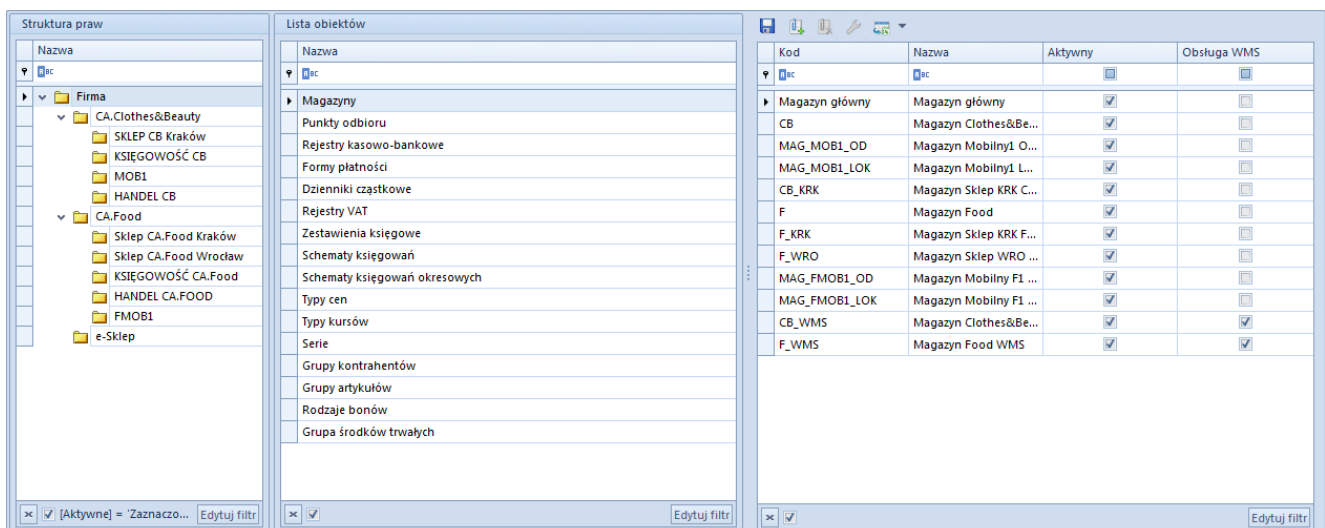 Struktura praw
Nazwa
ABC
Firma
CA.Clothes&Beauty
SKLEP CB Kraków
KSIĘGOWOŚĆ CB
MOB1
HANDEL CB
CA.Food
Sklep CA.Food Kraków
Sklep CA.Food Wrocław
KSIĘGOWOŚĆ CA.Food
HANDEL CA.FOOD
FMOB1
e-Sklep
[Aktywne] = 'Zaznaczo... Edytuj filtr
Lista obiektów
Nazwa
ABC
Magazyny
Punkty odbioru
Rejestry kasowo-bankowe
Formy płatności
Dzienniki cząstkowe
Rejestry VAT
Zestawienia księgowe
Schematy księgowań
Schematy księgowań okresowych
Typy cen
Typy kursów
Serie
Grupy kontrahentów
Grupy artykułów
Rodzaje bonów
Grupa środków trwałych
Edytuj filtr
Kod Nazwa Aktywny Obsługa WMS
ABC ABC
Magazyn główny Magazyn główny
CB Magazyn Clothes&Be...
MAG_MOB1_OD Magazyn Mobilny1 O...
MAG_MOB1_LOK Magazyn Mobilny1 L...
CB_KRK Magazyn Sklep KRK C...
F Magazyn Food
F_KRK Magazyn Sklep KRK F...
F_WRO Magazyn Sklep WRO ...
MAG_FMOB1_OD Magazyn Mobilny F1 ...
MAG_FMOB1_LOK Magazyn Mobilny F1 ...
CB_WMS Magazyn Clothes&Be...
F_WMS Magazyn Food WMS
Edytuj filtr